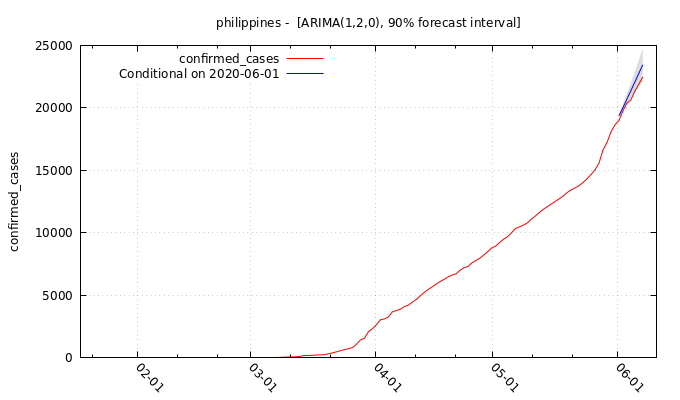 philippines -  [ARIMA(1,2,0), 90% forecast interval]
confirmed_cases
Conditional on 2020-06-01
25000
20000
15000
10000
5000
0
confirmed_cases
02-01
03-01
04-01
05-01
06-01